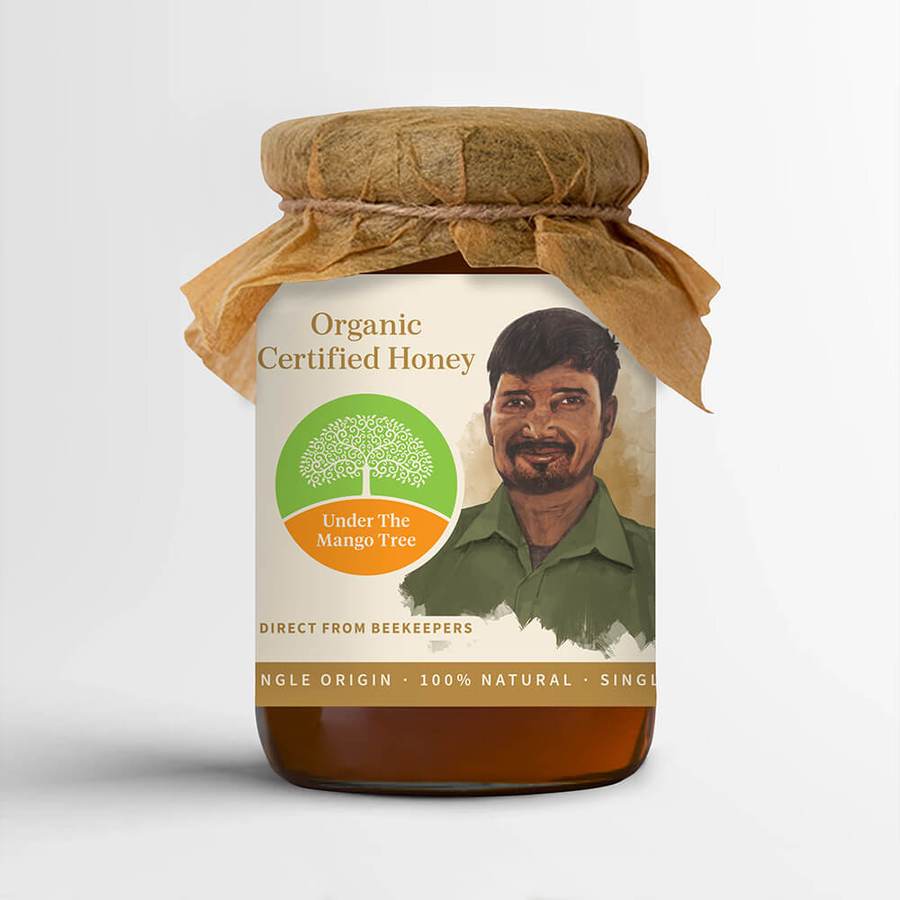 Organic
Certified Honey
Under The
Mango Tree
DIRECT FROM BEEKEEPERS
NGLE ORIGIN · 100% NATURAL · SINGL